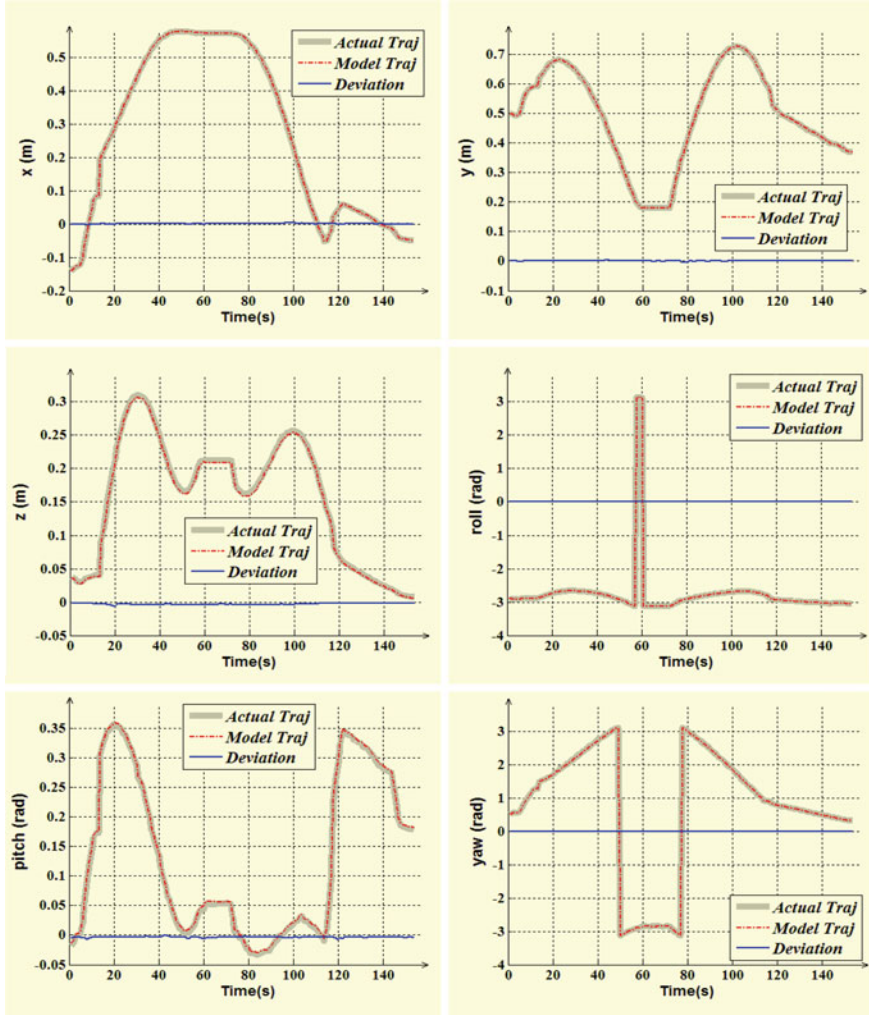 Actual Traj
Model Traj
Deviation
0.5
0.4
0.3
0.2
0.1
0
-0.1
-0.2
x (m)
0 20 40 60 80 100 120 140
Time(s)
Actual Traj
Model Traj
Deviation
0.7
0.6
0.5
0.4
0.3
0.2
0.1
0
-0.1
y (m)
0 20 40 60 80 100 120 140
Time(s)
Actual Traj
Model Traj
Deviation
0.3
0.25
0.2
0.15
0.1
0.05
0
-0.05
z (m)
0 20 40 60 80 100 120 140
Time(s)
Actual Traj
Model Traj
Deviation
3
2
1
0
-1
-2
-3
-4
roll (rad)
0 20 40 60 80 100 120 140
Time(s)
Actual Traj
Model Traj
Deviation
0.35
0.3
0.25
0.2
0.15
0.1
0.05
0
-0.05
pitch (rad)
0 20 40 60 80 100 120 140
Time(s)
Actual Traj
Model Traj
Deviation
3
2
1
0
-1
-2
-3
-4
yaw (rad)
0 20 40 60 80 100 120 140
Time(s)